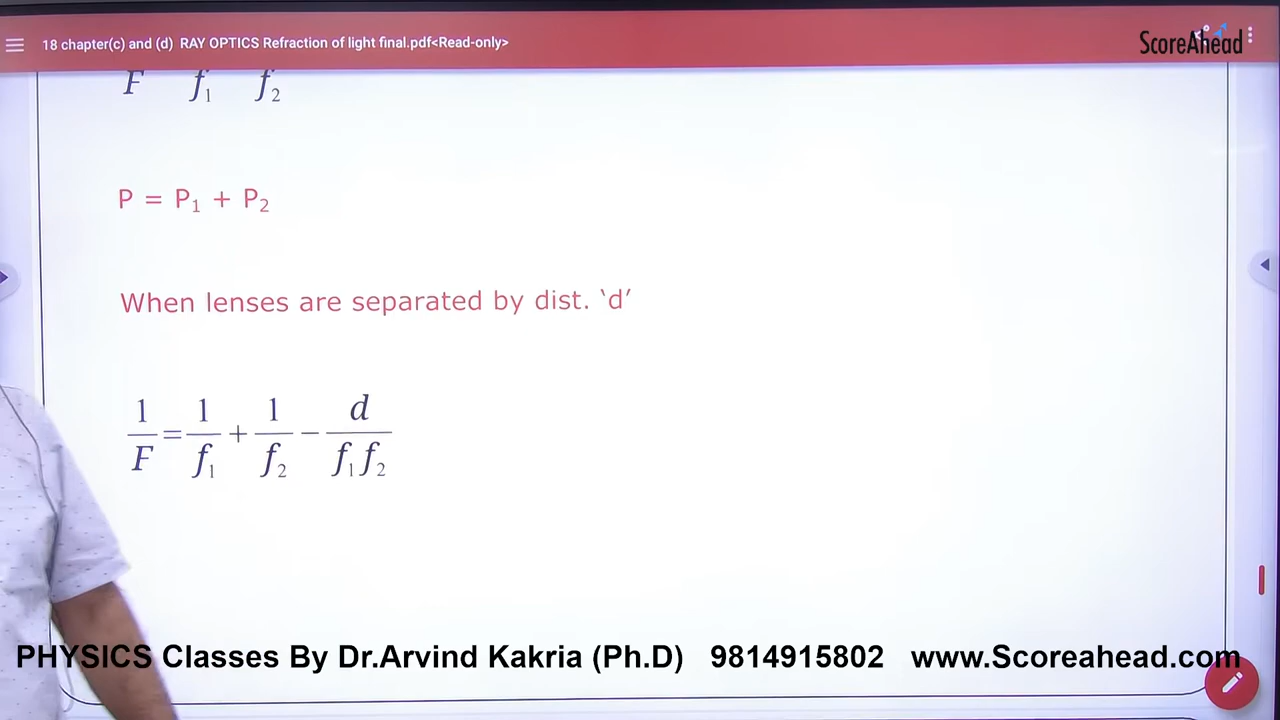 18 chapter(c) and (d) RAY OPTICS Refraction of light final.pdf<Read-only>
ScoreAhead
F f₁ f₂
P = P₁ + P₂
When lenses are separated by dist. ‘d’
1/F = 1/f₁ + 1/f₂ − d/f₁f₂
PHYSICS Classes By Dr.Arvind Kakria (Ph.D) 9814915802 www.Scoreahead.com